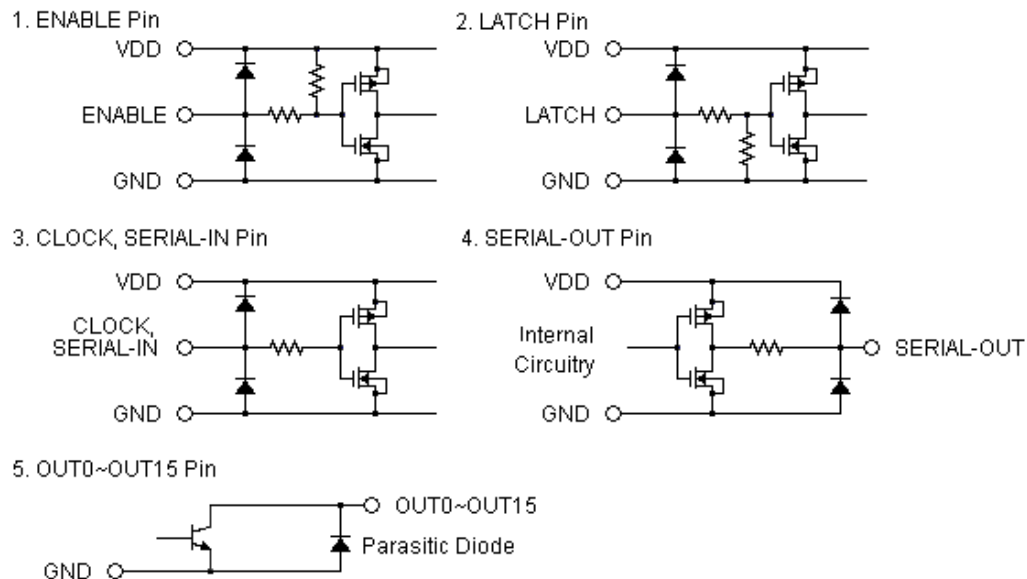 1. ENABLE Pin
VDD
ENABLE
GND
2. LATCH Pin
VDD
LATCH
GND
3. CLOCK, SERIAL-IN Pin
VDD
CLOCK,
SERIAL-IN
GND
4. SERIAL-OUT Pin
VDD
Internal
Circuitry
SERIAL-OUT
GND
5. OUT0~OUT15 Pin
OUT0~OUT15
Parasitic Diode
GND